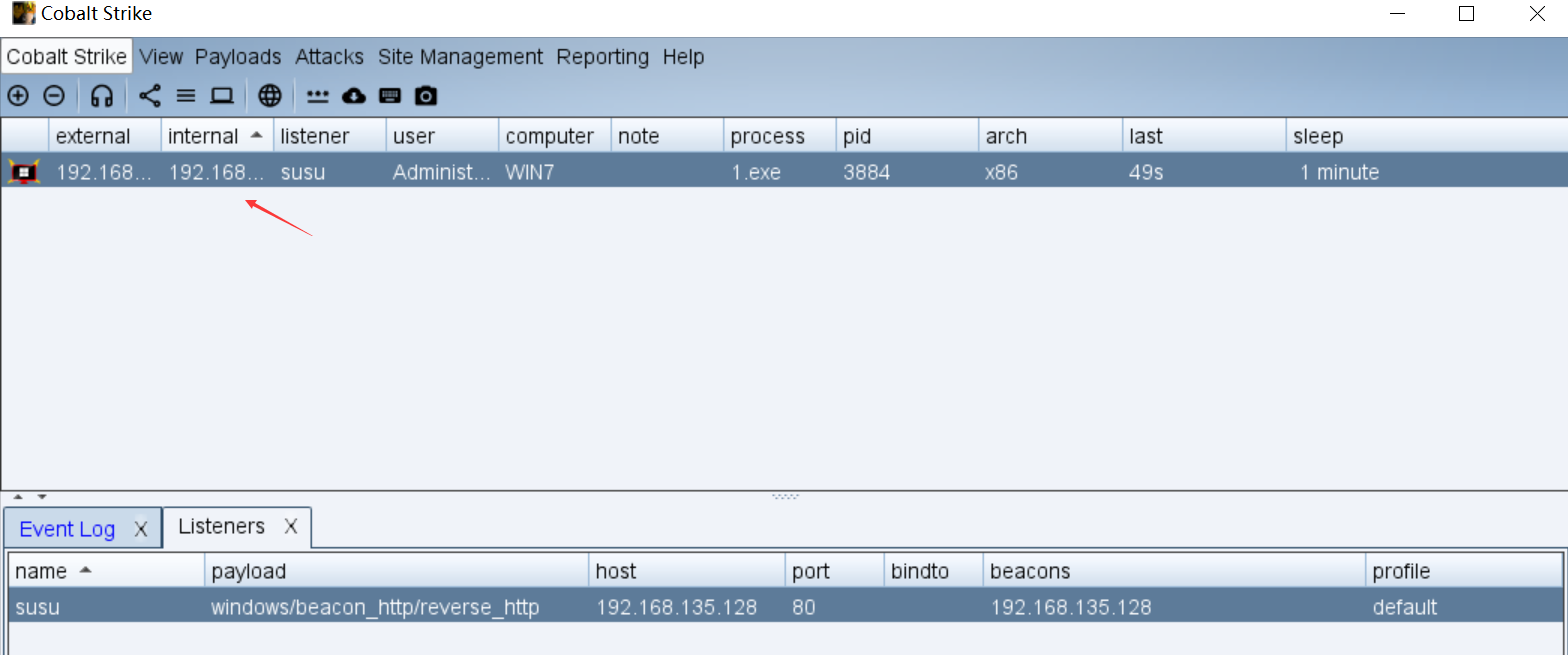 Cobalt Strike
Cobalt Strike View Payloads Attacks Site Management Reporting Help
external internal listener user computer note process pid arch last sleep
192.168... 192.168... susu Administ... WIN7 1.exe 3884 x86 49s 1 minute
Event Log X Listeners X
name payload host port bindto beacons profile
susu windows/beacon_http/reverse_http 192.168.135.128 80 192.168.135.128 default